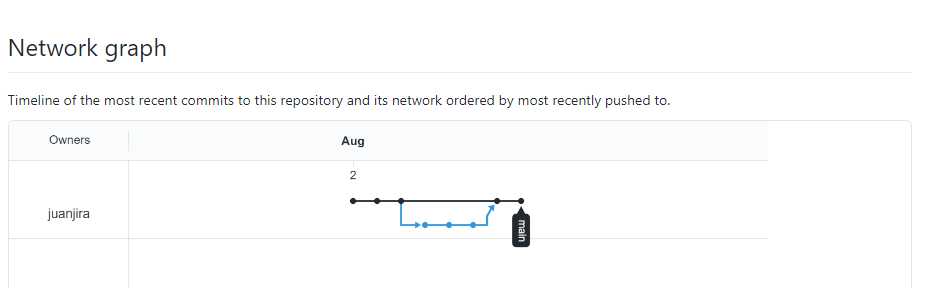 Network graph
Timeline of the most recent commits to this repository and its network ordered by most recently pushed to.
Owners
Aug
2
juanjira
main